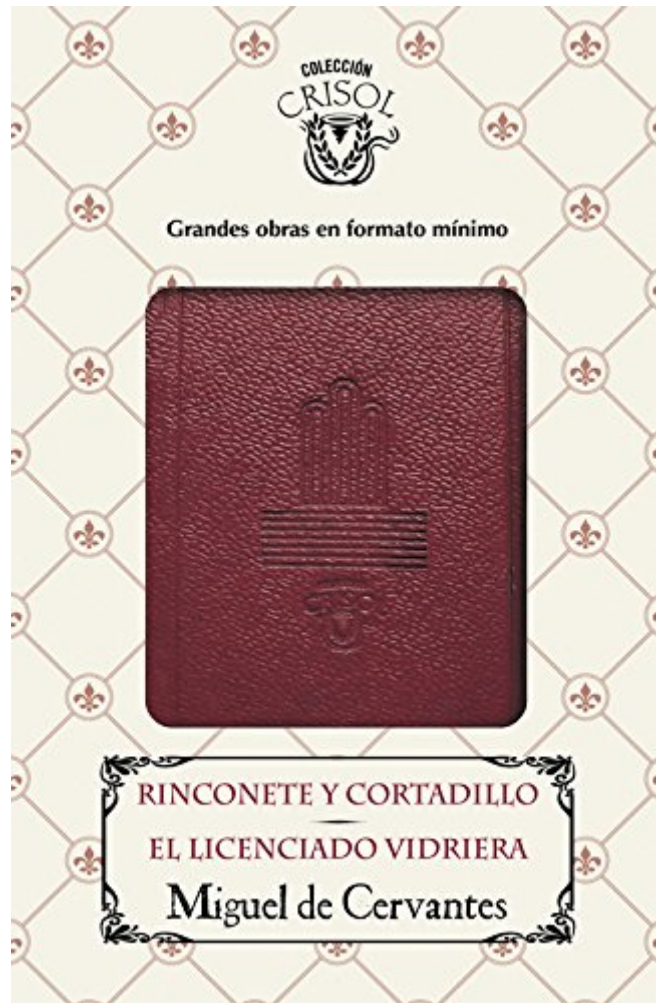 COLECCIÓN
CRISOL
Grandes obras en formato mínimo
RINCONETE Y CORTADILLO
EL LICENCIADO VIDRIERA
Miguel de Cervantes